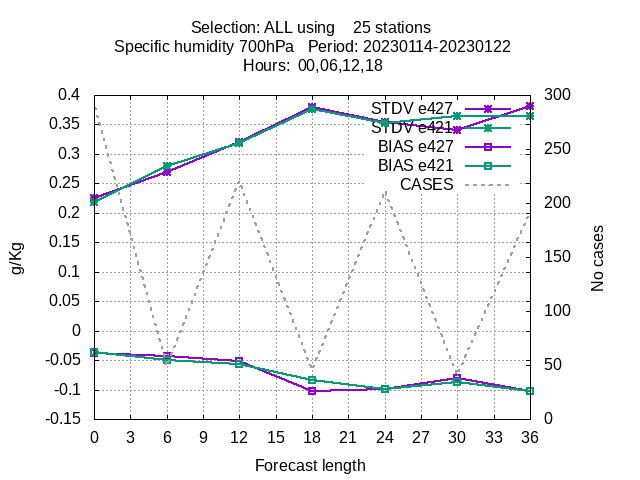 Selection: ALL using    25 stations
Specific humidity 700hPa   Period: 20230114-20230122
Hours:  00,06,12,18
0.4
0.35
0.3
0.25
0.2
0.15
0.1
0.05
0
-0.05
-0.1
-0.15
g/Kg
STDV e427
STDV e421
BIAS e427
BIAS e421
CASES
300
250
200
150
100
50
0
No cases
0 3 6 9 12 15 18 21 24 27 30 33 36
Forecast length